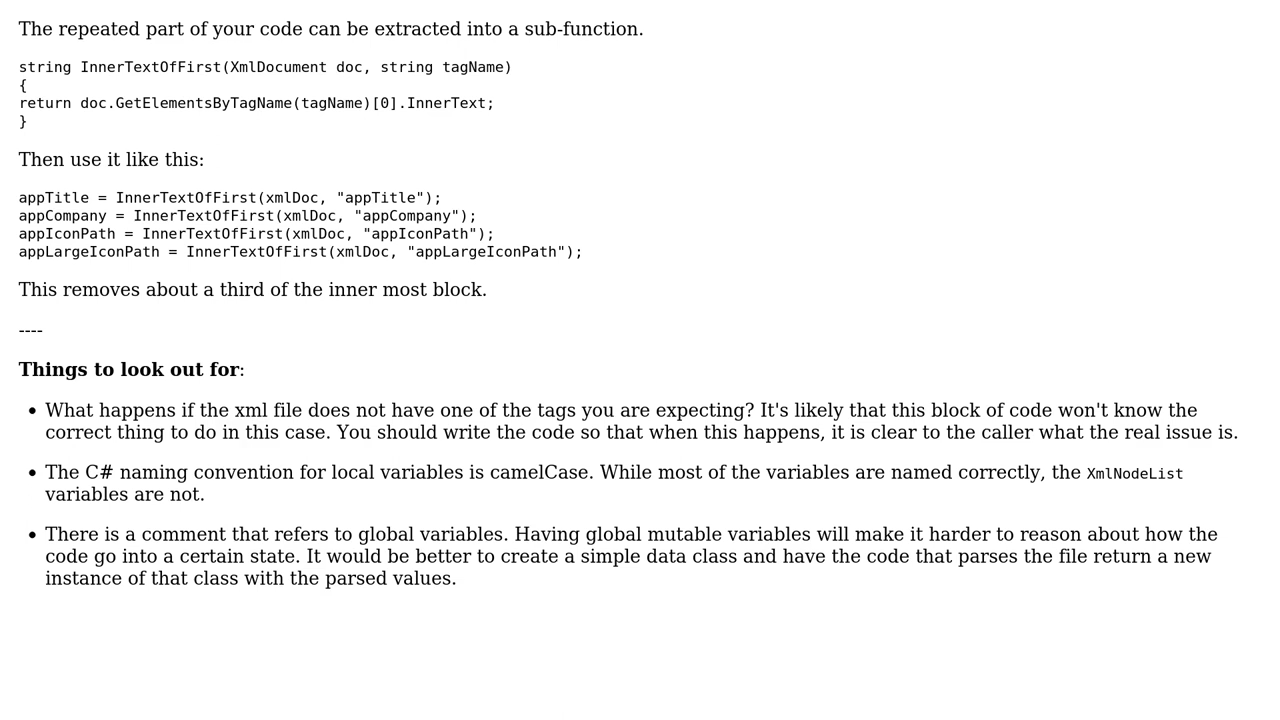 The repeated part of your code can be extracted into a sub-function.
string InnerTextOfFirst(XmlDocument doc, string tagName)
{
return doc.GetElementsByTagName(tagName)[0].InnerText;
}
Then use it like this:
appTitle = InnerTextOfFirst(xmlDoc, "appTitle");
appCompany = InnerTextOfFirst(xmlDoc, "appCompany");
appIconPath = InnerTextOfFirst(xmlDoc, "appIconPath");
appLargeIconPath = InnerTextOfFirst(xmlDoc, "appLargeIconPath");
This removes about a third of the inner most block.
----
Things to look out for:
• What happens if the xml file does not have one of the tags you are expecting? It's likely that this block of code won't know the
correct thing to do in this case. You should write the code so that when this happens, it is clear to the caller what the real issue is.
• The C# naming convention for local variables is camelCase. While most of the variables are named correctly, the XmlNodeList
variables are not.
• There is a comment that refers to global variables. Having global mutable variables will make it harder to reason about how the
code go into a certain state. It would be better to create a simple data class and have the code that parses the file return a new
instance of that class with the parsed values.